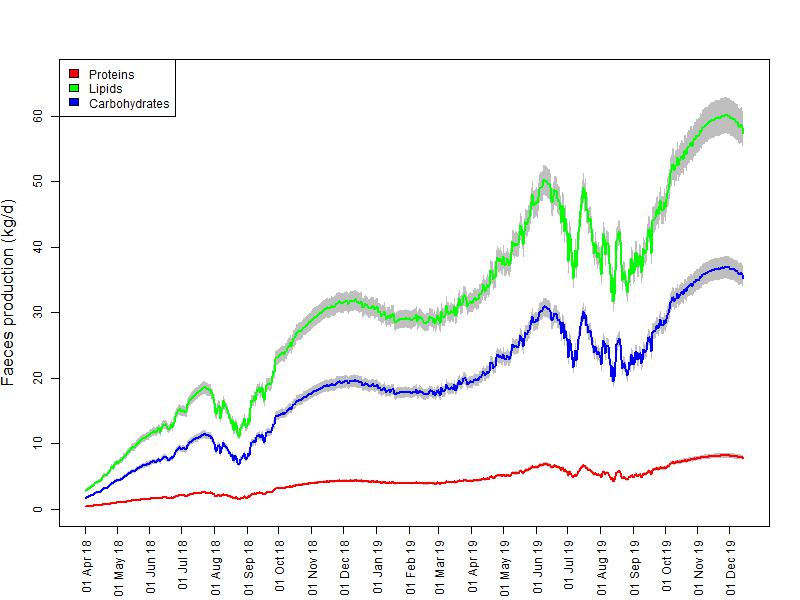 Proteins
Lipids
Carbohydrates
Faeces production (kg/d)
60
50
40
30
20
10
0
01 Apr 18
01 May 18
01 Jun 18
01 Jul 18
01 Aug 18
01 Sep 18
01 Oct 18
01 Nov 18
01 Dec 18
01 Jan 19
01 Feb 19
01 Mar 19
01 Apr 19
01 May 19
01 Jun 19
01 Jul 19
01 Aug 19
01 Sep 19
01 Oct 19
01 Nov 19
01 Dec 19